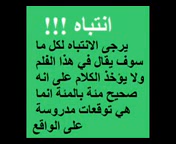 انتباه !!!
يرجى الانتباه لكل ما
سوف يقال في هذا الفلم
ولا يؤخذ الكلام على انه
صحيح مئة بالمئة انما
هي توقعات مدروسة
على الواقع